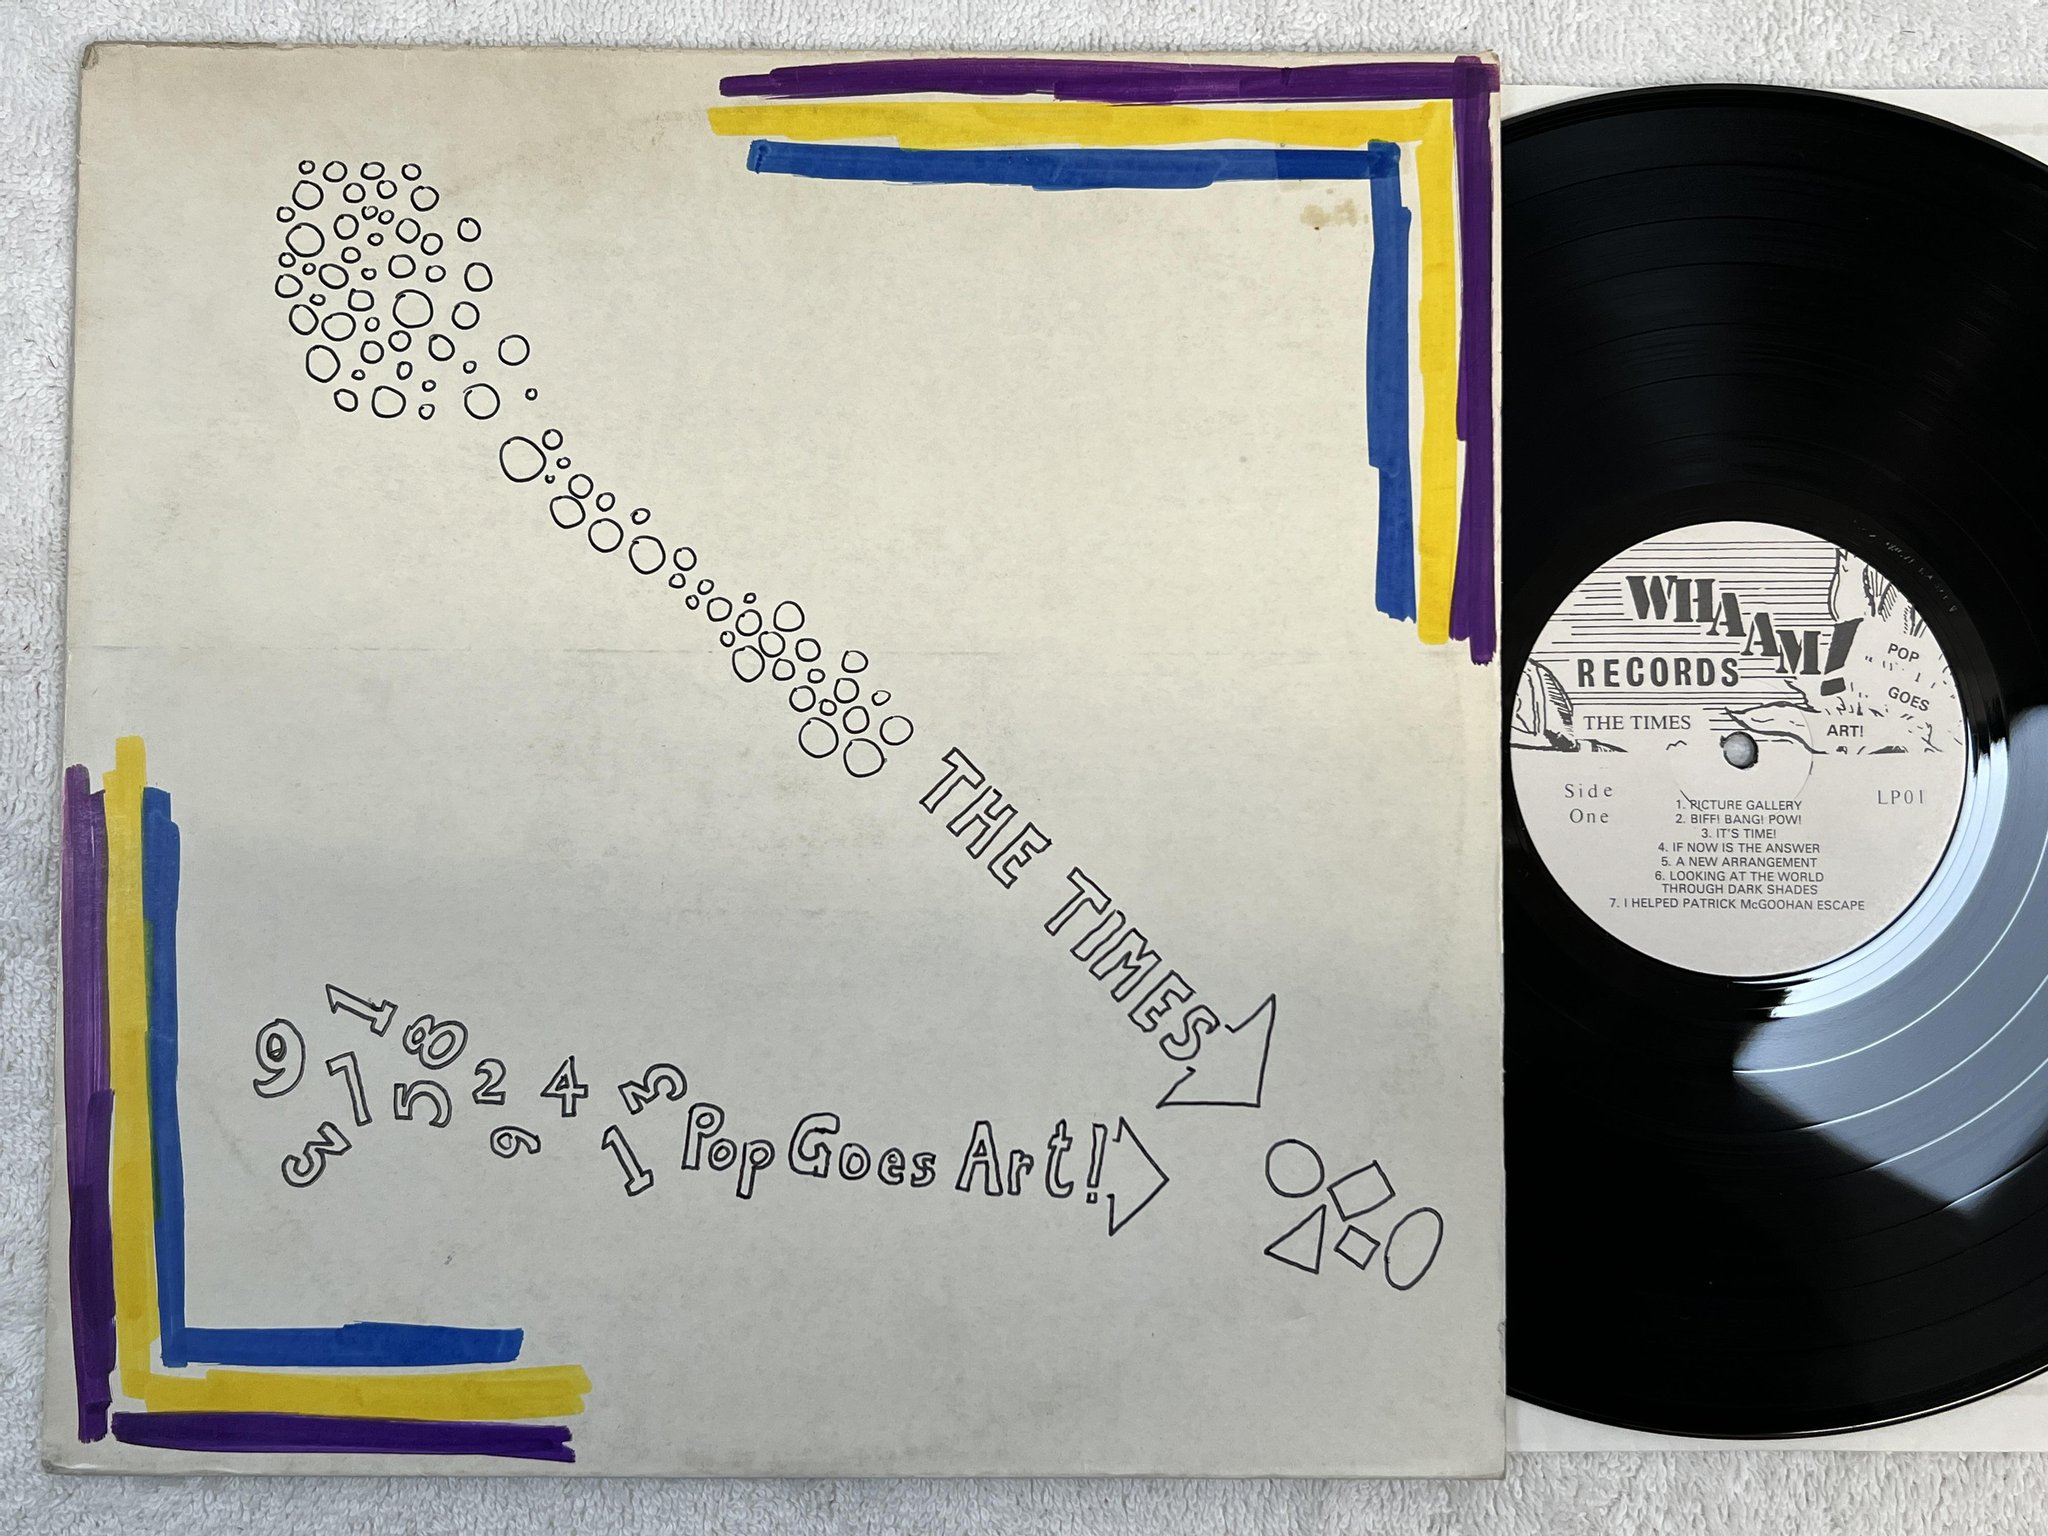 THE TIMES
9 1 8
7 5 2 4 3
3 6 1
Pop Goes Art!
WHAAM!
RECORDS
THE TIMES
POP
GOES
ART!
Side
One
LP01
1. PICTURE GALLERY
2. BIFF! BANG! POW!
3. IT'S TIME!
4. IF NOW IS THE ANSWER
5. A NEW ARRANGEMENT
6. LOOKING AT THE WORLD
THROUGH DARK SHADES
7. I HELPED PATRICK McGOOHAN ESCAPE